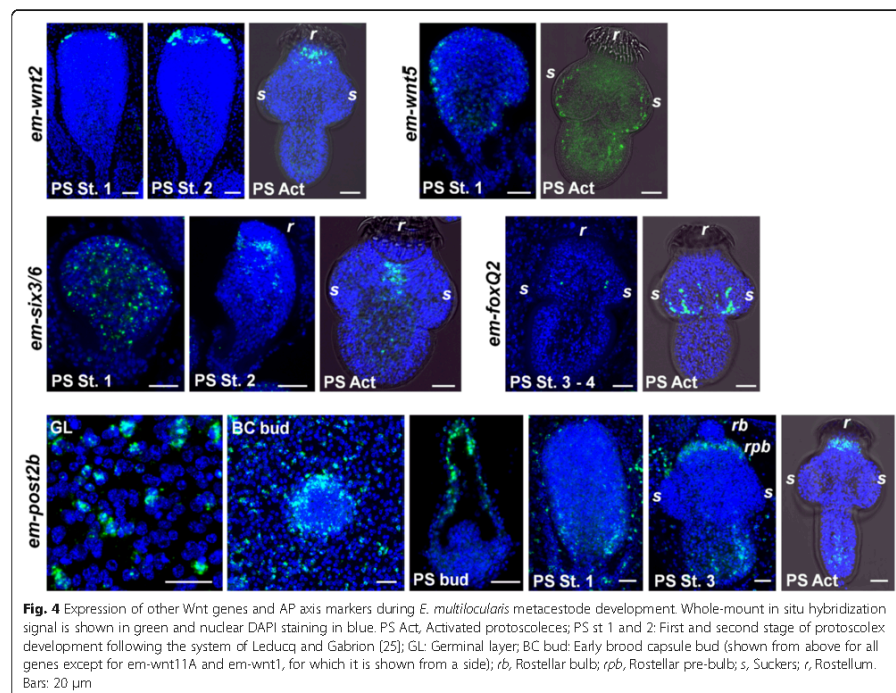 em-wnt2
PS St. 1
PS St. 2
r
s
s
PS Act
em-wnt5
PS St. 1
r
s
s
PS Act
em-six3/6
PS St. 1
r
PS St. 2
r
s
s
PS Act
em-foxQ2
r
s
s
PS St. 3 - 4
r
s
s
PS Act
em-post2b
GL
BC bud
PS bud
PS St. 1
rb
rpb
s
s
PS St. 3
r
s
s
PS Act
Fig. 4 Expression of other Wnt genes and AP axis markers during E. multilocularis metacestode development. Whole-mount in situ hybridization
signal is shown in green and nuclear DAPI staining in blue. PS Act, Activated protoscoleces; PS st 1 and 2: First and second stage of protoscolex
development following the system of Leducq and Gabrion [25]; GL: Germinal layer; BC bud: Early brood capsule bud (shown from above for all
genes except for em-wnt11A and em-wnt1, for which it is shown from a side); rb, Rostellar bulb; rpb, Rostellar pre-bulb; s, Suckers; r, Rostellum.
Bars: 20 μm